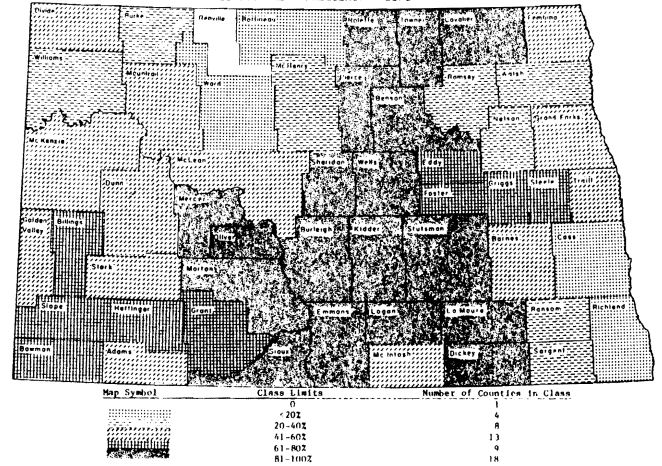 Divide Burke Renville Bottineau Rolette Towner Cavalier Pembina
Williams Mountrail Ward McHenry Pierce Benson Ramsey Walsh
Nelson Grand Forks
McKenzie McLean Sheridan Wells Eddy
Dunn Mercer Foster Griggs Steele Traill
Golden Valley Billings Oliver Burleigh Kidder Stutsman Barnes Cass
Stark Morton
Slope Hettinger Grant Emmons Logan La Moure Ransom Richland
Bowman Adams Sioux McIntosh Dickey Sargent
Map Symbol Class Limits Number of Counties in Class
0 1
<20% 4
20-40% 8
41-60% 13
61-80% 9
81-100% 18